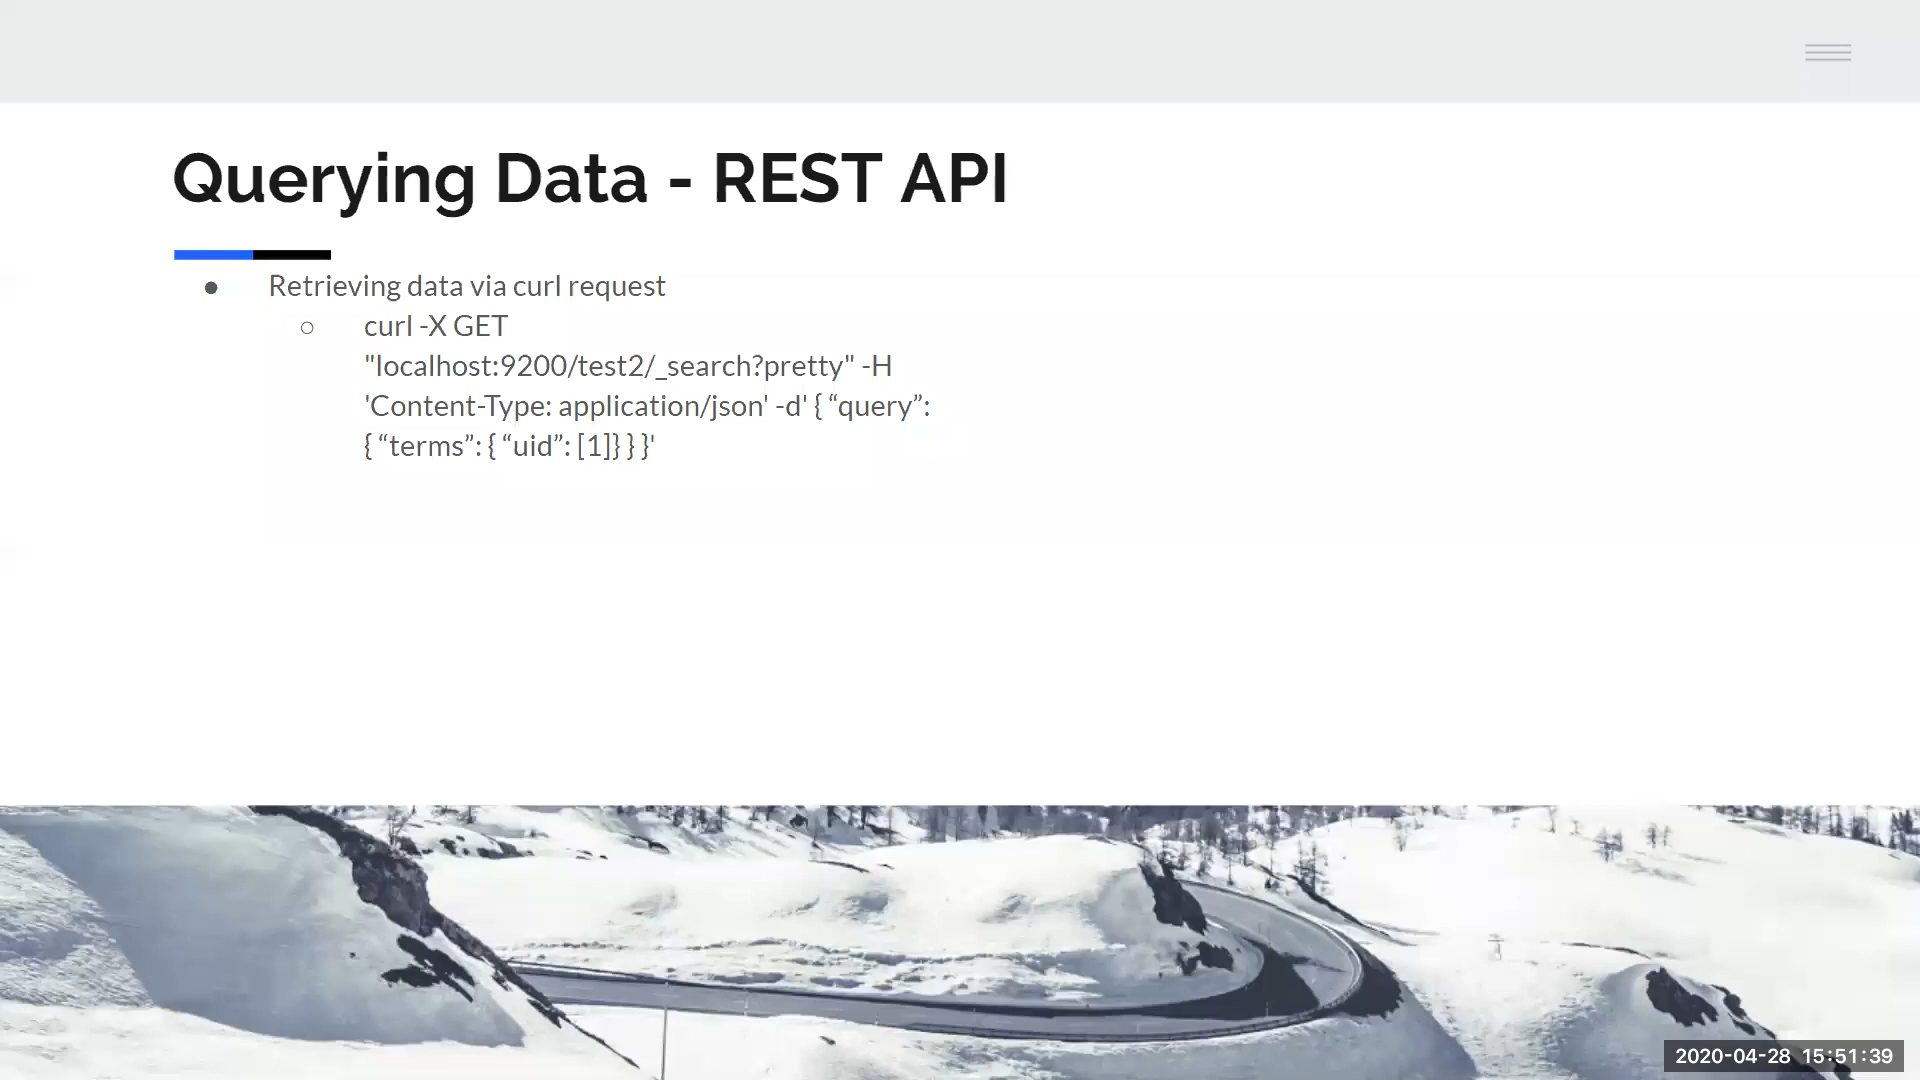 Querying Data - REST API
● Retrieving data via curl request
○ curl -X GET
"localhost:9200/test2/_search?pretty" -H
'Content-Type: application/json' -d' { “query”:
{ “terms”: { “uid”: [1]} } }'
2020-04-28 15:51:39